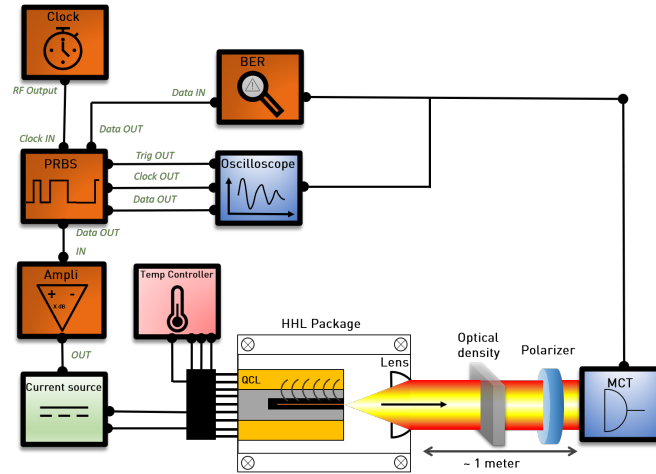 Clock
RF Output
BER
Data IN
Data OUT
Clock IN
PRBS
Trig OUT
Clock OUT
Data OUT
Oscilloscope
Data OUT
IN
Ampli
+ -
X dB
OUT
Temp Controller
HHL Package
Lens
Optical
density
Polarizer
QCL
Current source
MCT
~ 1 meter